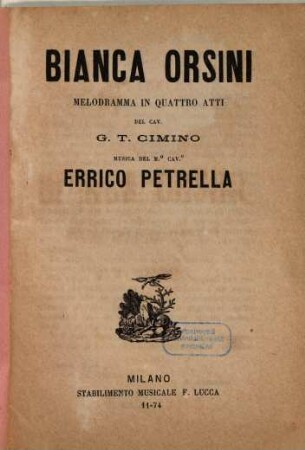 BIANCA ORSINI
MELODRAMMA IN QUATTRO ATTI
DEL CAV.
G. T. CIMINO
MUSICA DEL M.º CAV.º
ERRICO PETRELLA
MILANO
STABILIMENTO MUSICALE F. LUCCA
11-74